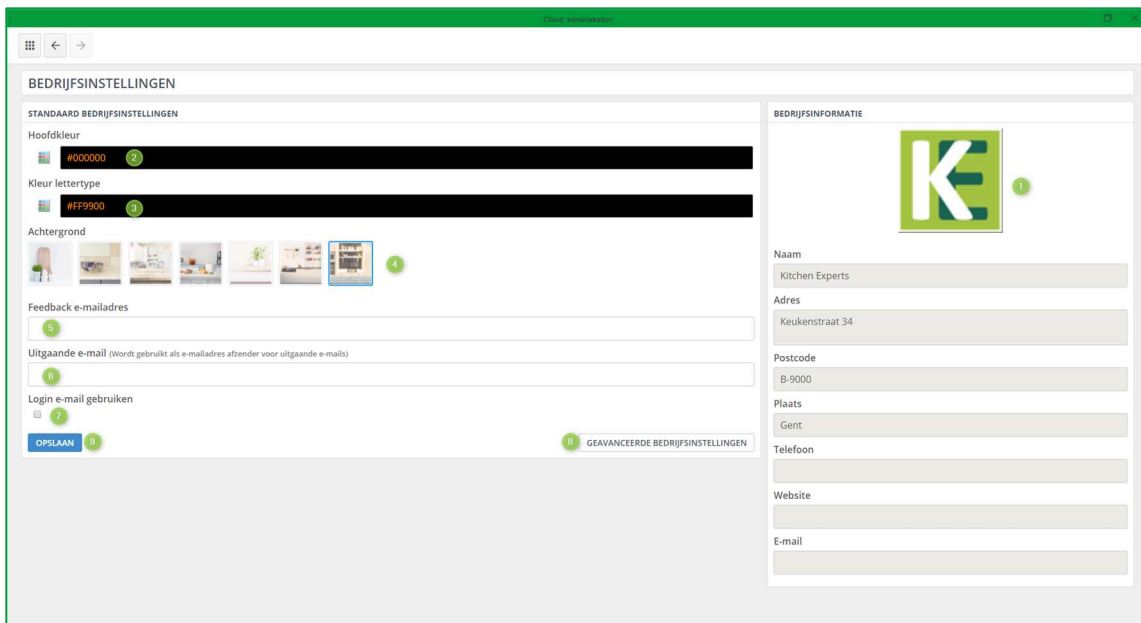 Cloud administration
BEDRIJFSINSTELLINGEN
STANDAARD BEDRIJFSINSTELLINGEN
Hoofdkleur
#000000 2
Kleur lettertype
#FF9900 3
Achtergrond
4
Feedback e-mailadres
5
Uitgaande e-mail (Wordt gebruikt als e-mailadres afzender voor uitgaande e-mails)
6
Login e-mail gebruiken
7
OPSLAAN 9
8 GEAVANCEERDE BEDRIJFSINSTELLINGEN
BEDRIJFSINFORMATIE
KE
1
Naam
Kitchen Experts
Adres
Keukenstraat 34
Postcode
B-9000
Plaats
Gent
Telefoon
Website
E-mail